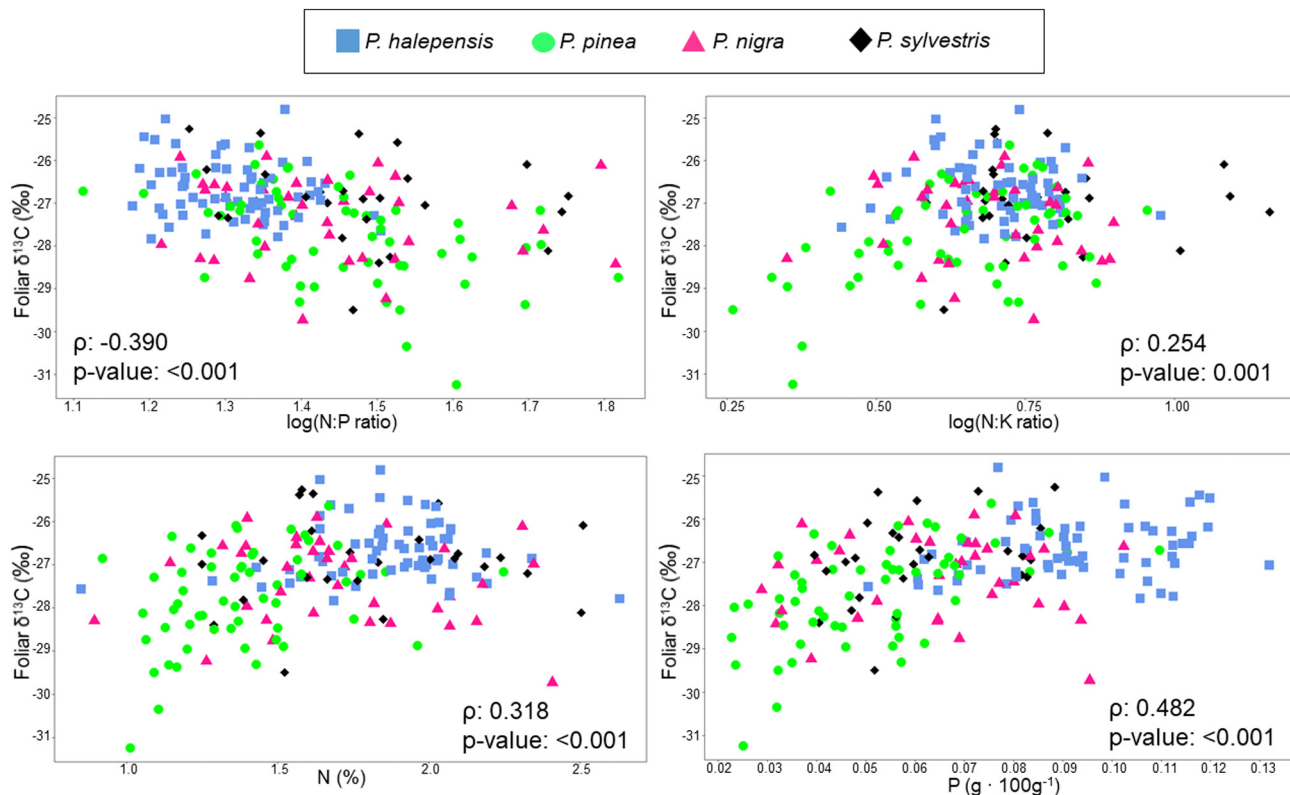 P. halepensis P. pinea P. nigra P. sylvestris
-25
-26
-27
-28
-29
-30
-31
Foliar δ¹³C (‰)
ρ: -0.390
p-value: <0.001
1.1 1.2 1.3 1.4 1.5 1.6 1.7 1.8
log(N:P ratio)
-25
-26
-27
-28
-29
-30
-31
Foliar δ¹³C (‰)
ρ: 0.254
p-value: 0.001
0.25 0.50 0.75 1.00
log(N:K ratio)
-25
-26
-27
-28
-29
-30
-31
Foliar δ¹³C (‰)
ρ: 0.318
p-value: <0.001
1.0 1.5 2.0 2.5
N (%)
-25
-26
-27
-28
-29
-30
-31
Foliar δ¹³C (‰)
ρ: 0.482
p-value: <0.001
0.02 0.03 0.04 0.05 0.06 0.07 0.08 0.09 0.10 0.11 0.12 0.13
P (g · 100g⁻¹)